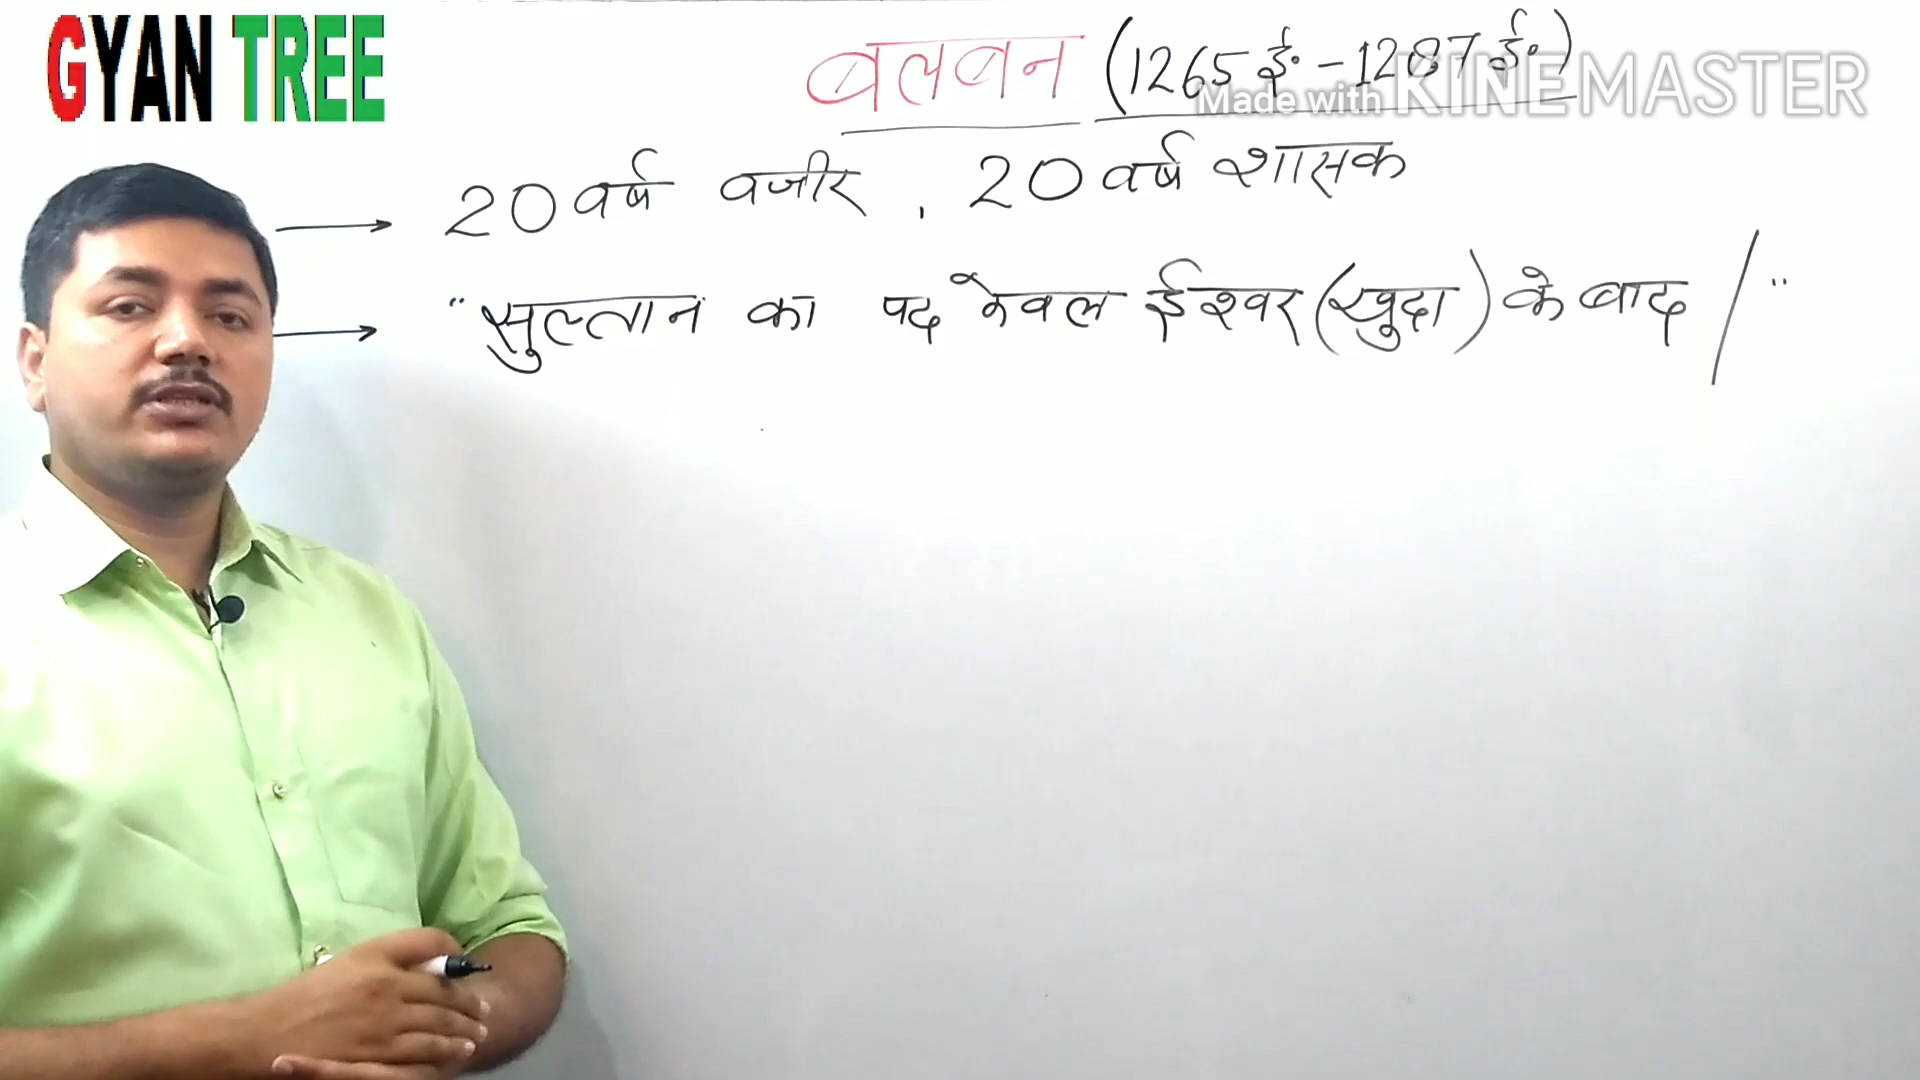 GYAN TREE
बलबन (1265 ई॰ - 1287 ई॰)
Made with KINEMASTER
→ 20 वर्ष वजीर , 20 वर्ष शासक
→ "सुल्तान का पद केवल ईश्वर (खुदा) के बाद /"